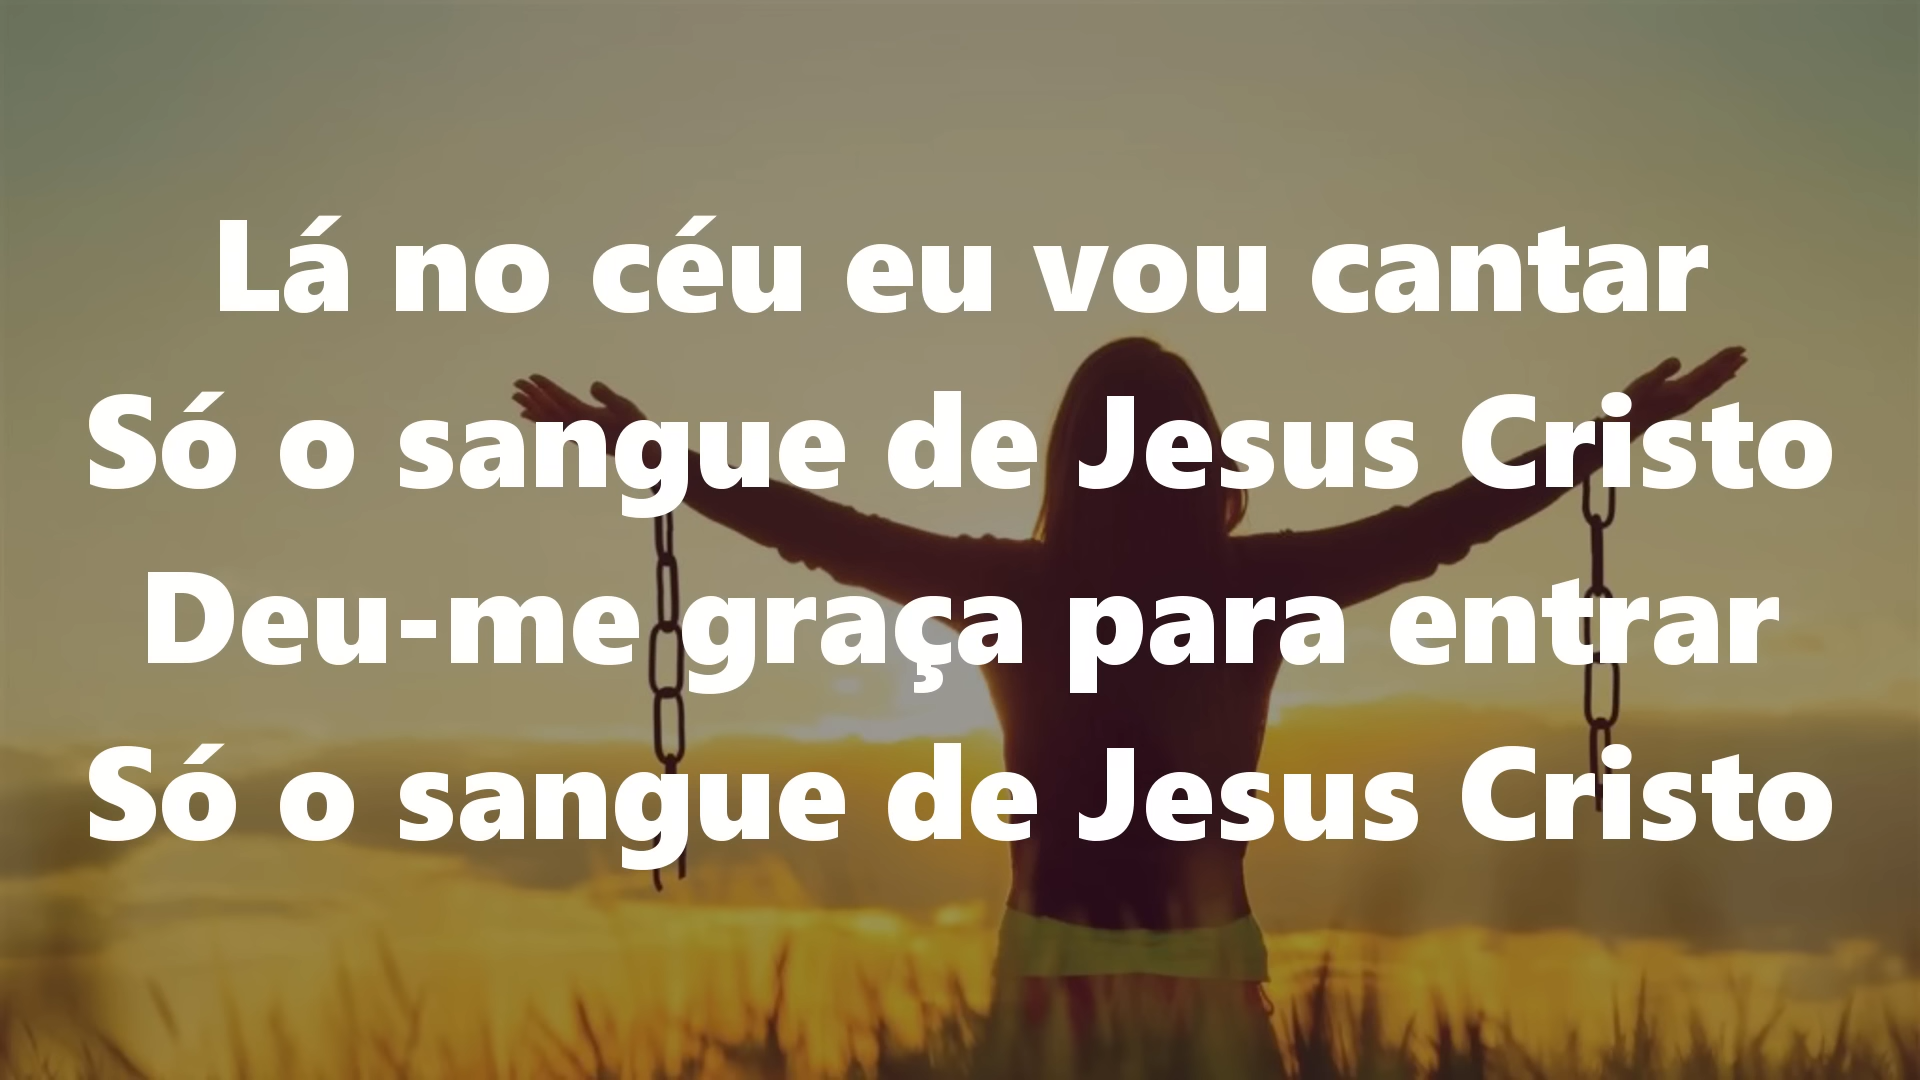 Lá no céu eu vou cantar
Só o sangue de Jesus Cristo
Deu-me graça para entrar
Só o sangue de Jesus Cristo